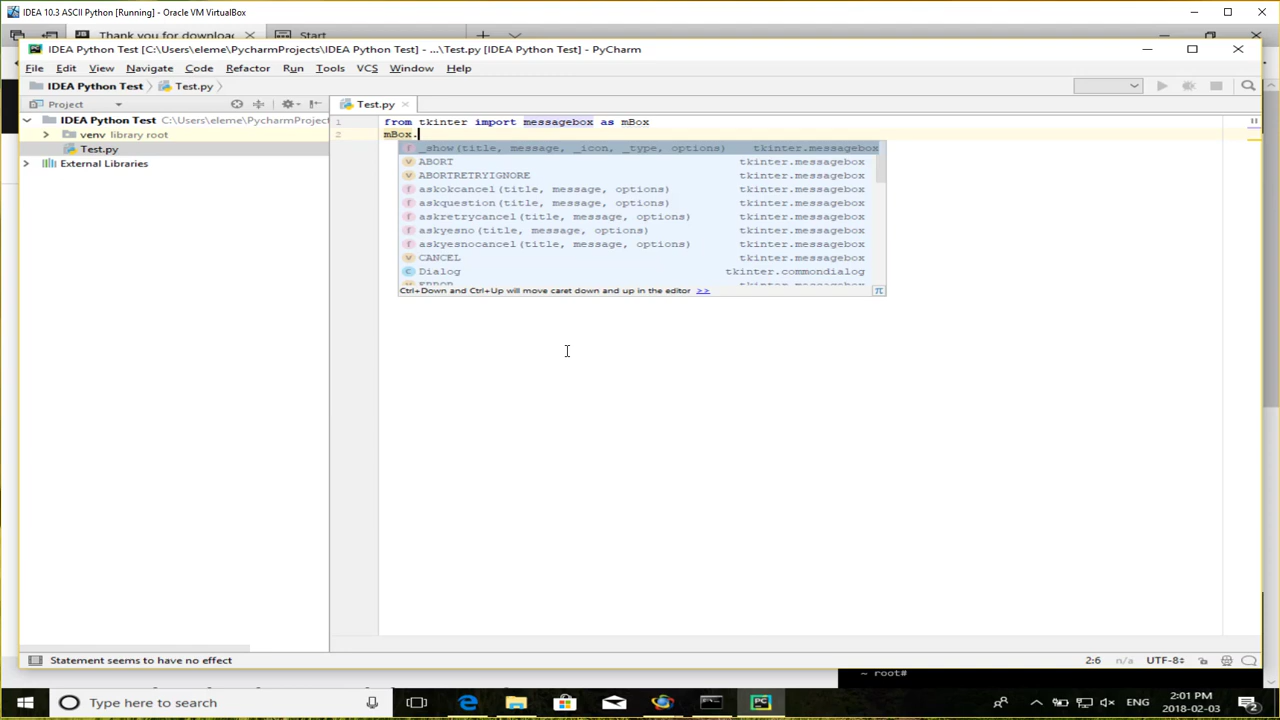 IDEA 10.3 ASCII Python [Running] - Oracle VM VirtualBox
Thank you for downloac
Start
IDEA Python Test [C:\Users\eleme\PycharmProjects\IDEA Python Test] - ...\Test.py [IDEA Python Test] - PyCharm
File Edit View Navigate Code Refactor Run Tools VCS Window Help
IDEA Python Test Test.py
Project
Test.py
IDEA Python Test C:\Users\eleme\PycharmProject
venv library root
Test.py
External Libraries
1 from tkinter import messagebox as mBox
2 mBox.
f _show(title, message, _icon, _type, options) tkinter.messagebox
v ABORT tkinter.messagebox
v ABORTRETRYIGNORE tkinter.messagebox
f askokcancel(title, message, options) tkinter.messagebox
f askquestion(title, message, options) tkinter.messagebox
f askretrycancel(title, message, options) tkinter.messagebox
f askyesno(title, message, options) tkinter.messagebox
f askyesnocancel(title, message, options) tkinter.messagebox
v CANCEL tkinter.messagebox
C Dialog tkinter.commondialog
ERROR tkinter.messagebox
Ctrl+Down and Ctrl+Up will move caret down and up in the editor >> π
Statement seems to have no effect
2:6 n/a UTF-8
~ root#
Type here to search
PC
ENG
2:01 PM
2018-02-03
2